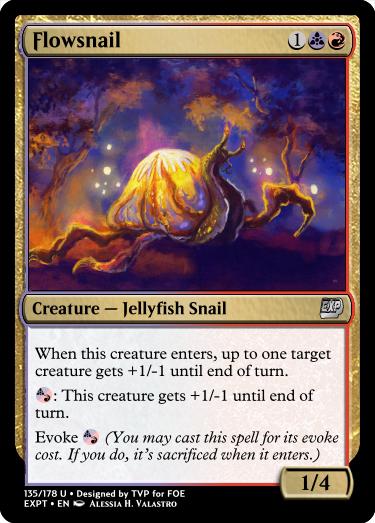 Flowsnail 1
Creature — Jellyfish Snail EXP
When this creature enters, up to one target
creature gets +1/-1 until end of turn.
: This creature gets +1/-1 until end of
turn.
Evoke (You may cast this spell for its evoke
cost. If you do, it's sacrificed when it enters.)
1/4
135/178 U • Designed by TVP for FOE
EXPT • EN Alessia H. Valastro